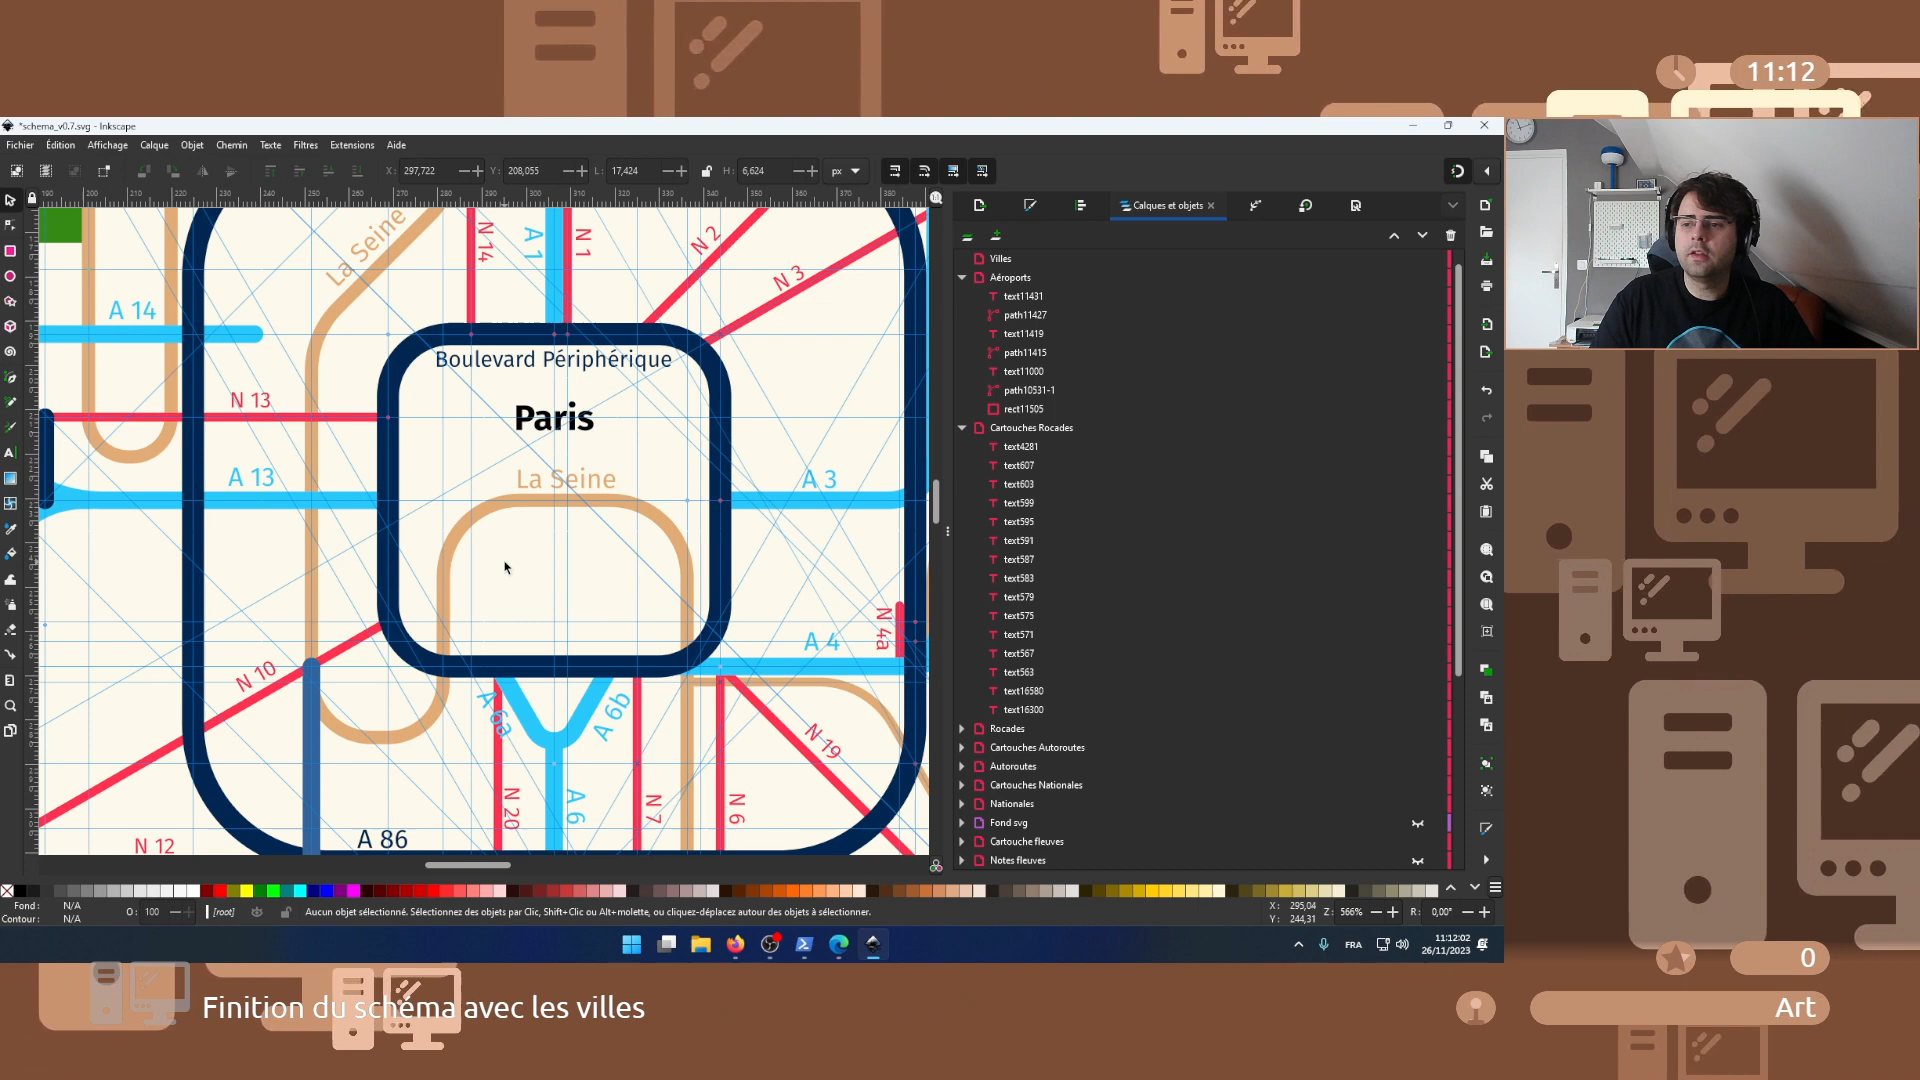 11:12
*schema_v0.7.svg - Inkscape
Fichier Édition Affichage Calque Objet Chemin Texte Filtres Extensions Aide
X: 297,722 Y: 208,055 L: 17,424 H: 6,624 px
Calques et objets
Villes
Aéroports
text11431
path11427
text11419
path11415
text11000
path10531-1
rect11505
Cartouches Rocades
text4281
text607
text603
text599
text595
text591
text587
text583
text579
text575
text571
text567
text563
text16580
text16300
Rocades
Cartouches Autoroutes
Autoroutes
Cartouches Nationales
Nationales
Fond svg
Cartouche fleuves
Notes fleuves
La Seine
N 14
A 1
N 1
N 2
N 3
A 14
Boulevard Périphérique
N 13
Paris
A 13
La Seine
A 3
N 4a
A 4
N 10
A 6a
A 6b
N 19
N 20
A 6
N 7
N 6
N 12
A 86
Fond : N/A
Contour : N/A
O : 100
[root]
Aucun objet sélectionné. Sélectionnez des objets par Clic, Shift+Clic ou Alt+molette, ou cliquez-déplacez autour des objets à sélectionner.
X : 295,04
Y : 244,31
Z : 566%
R : 0,00°
FRA
11:12:02
26/11/2023
0
Finition du schéma avec les villes
Art